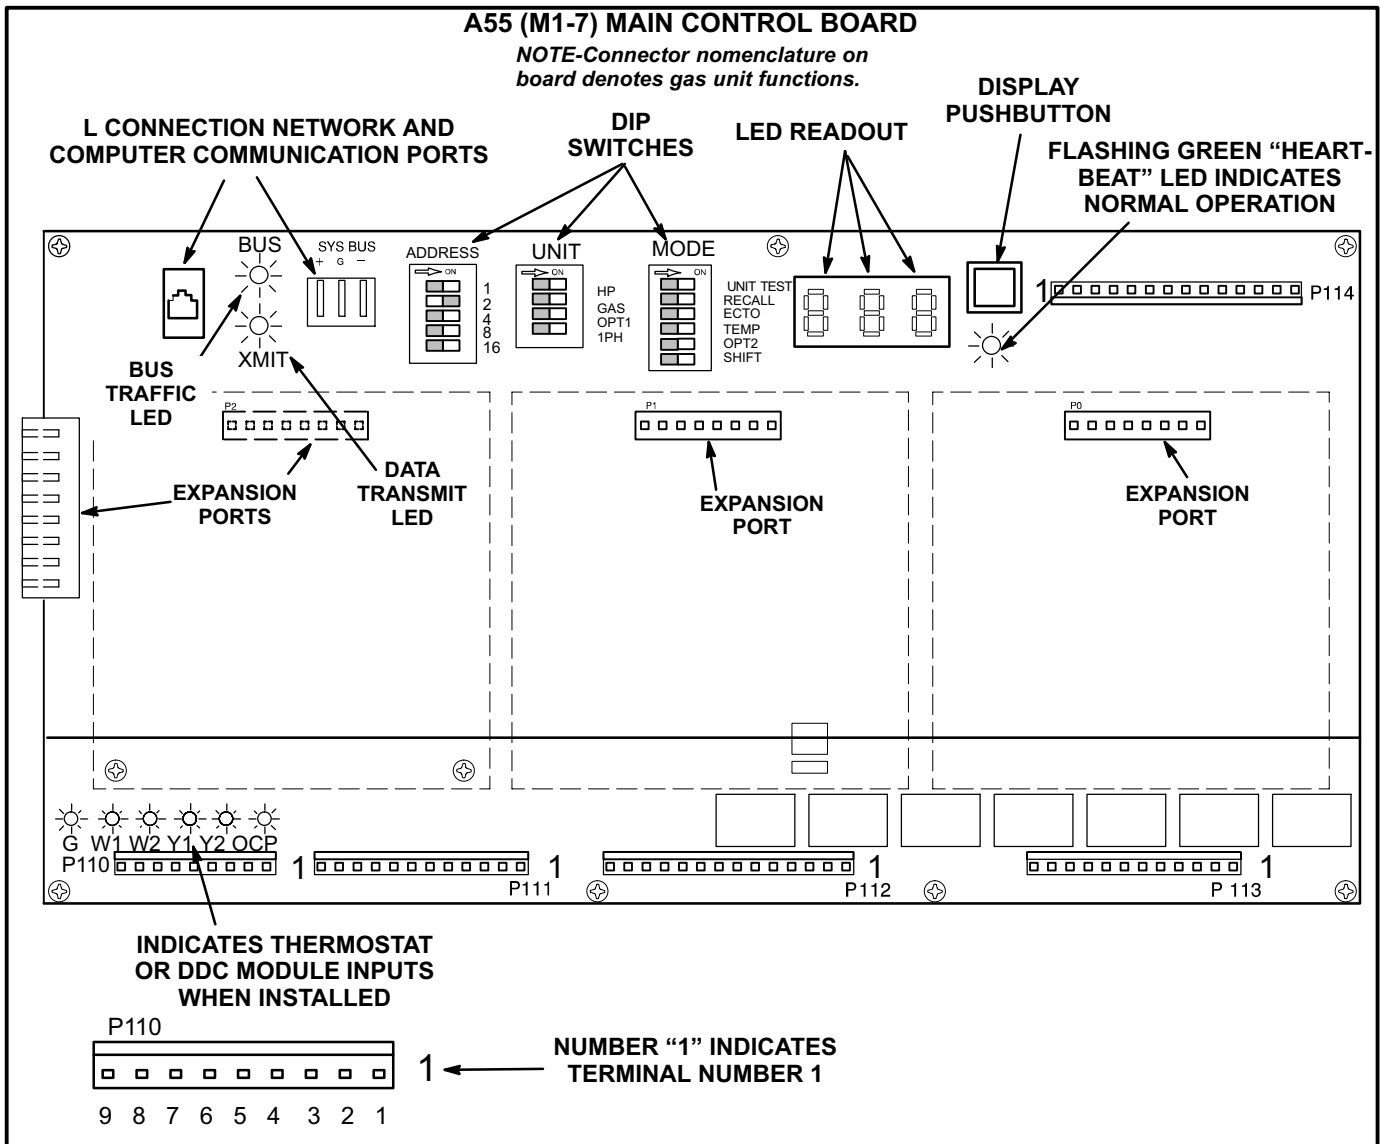 A55 (M1-7) MAIN CONTROL BOARD
NOTE-Connector nomenclature on
board denotes gas unit functions.
L CONNECTION NETWORK AND
COMPUTER COMMUNICATION PORTS
DIP
SWITCHES
LED READOUT
DISPLAY
PUSHBUTTON
FLASHING GREEN “HEART-
BEAT” LED INDICATES
NORMAL OPERATION
BUS
XMIT
SYS BUS
+ G −
ADDRESS
ON
1
2
4
8
16
UNIT
ON
HP
GAS
OPT1
1PH
MODE
ON
UNIT TEST
RECALL
ECTO
TEMP
OPT2
SHIFT
1
P114
BUS
TRAFFIC
LED
P2
P1
P0
EXPANSION
PORTS
DATA
TRANSMIT
LED
EXPANSION
PORT
EXPANSION
PORT
G W1 W2 Y1 Y2 OCP
P110 1
P111 1
P112 1
P 113 1
INDICATES THERMOSTAT
OR DDC MODULE INPUTS
WHEN INSTALLED
P110
1
9 8 7 6 5 4 3 2 1
NUMBER “1” INDICATES
TERMINAL NUMBER 1